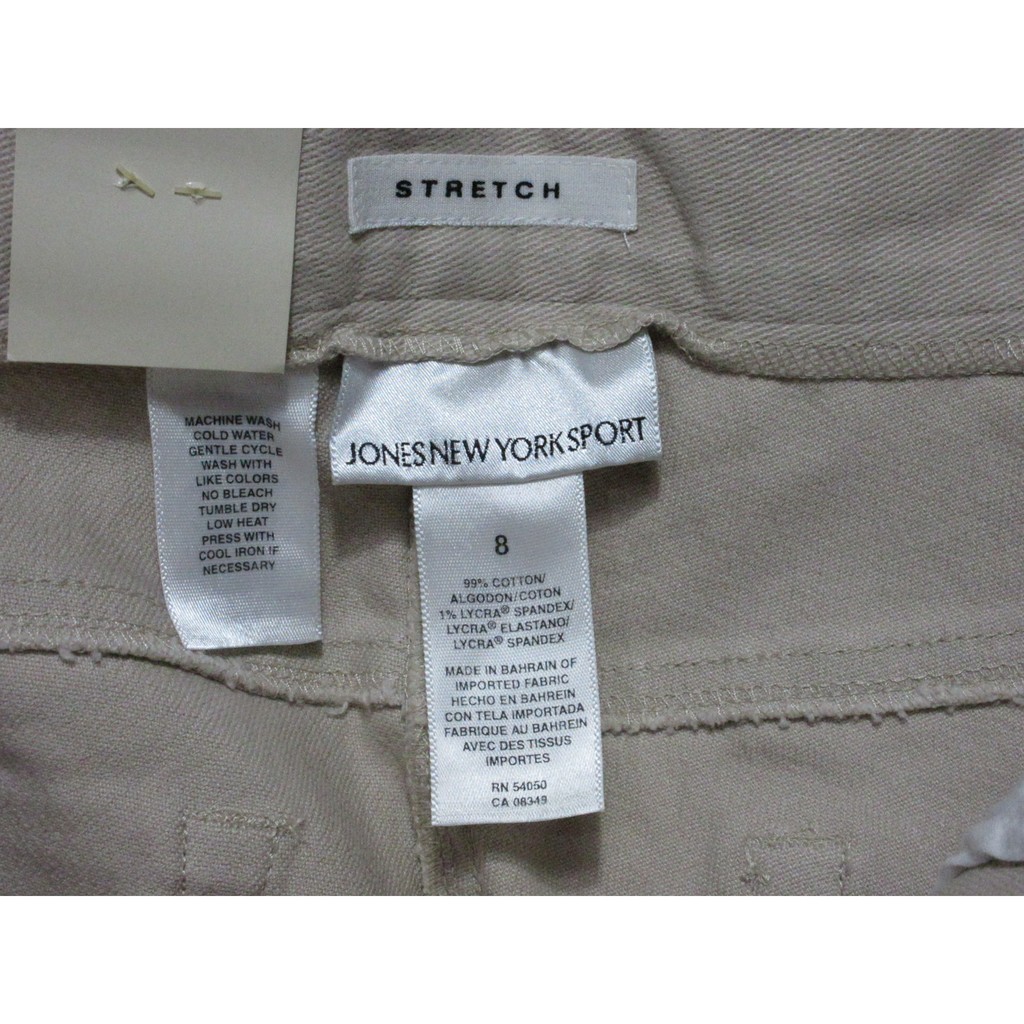 STRETCH
MACHINE WASH
COLD WATER
GENTLE CYCLE
WASH WITH
LIKE COLORS
NO BLEACH
TUMBLE DRY
LOW HEAT
PRESS WITH
COOL IRON IF
NECESSARY
JONES NEW YORK SPORT
8
99% COTTON/
ALGODON/COTON
1% LYCRA® SPANDEX/
LYCRA® ELASTANO/
LYCRA® SPANDEX
MADE IN BAHRAIN OF
IMPORTED FABRIC
HECHO EN BAHREIN
CON TELA IMPORTADA
FABRIQUE AU BAHREIN
AVEC DES TISSUS
IMPORTES
RN 54050
CA 08349